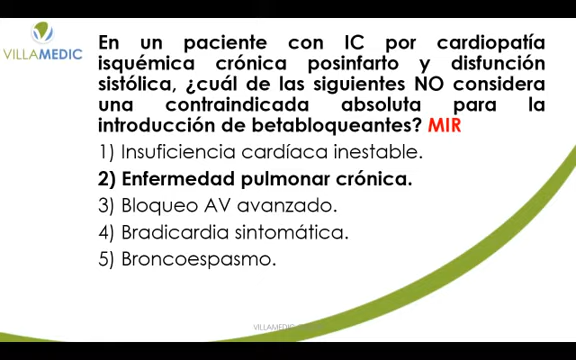 VILLAMEDIC
En un paciente con IC por cardiopatía
isquémica crónica posinfarto y disfunción
sistólica, ¿cuál de las siguientes NO considera
una contraindicada absoluta para la
introducción de betabloqueantes? MIR
1) Insuficiencia cardíaca inestable.
2) Enfermedad pulmonar crónica.
3) Bloqueo AV avanzado.
4) Bradicardia sintomática.
5) Broncoespasmo.
VILLAMEDIC